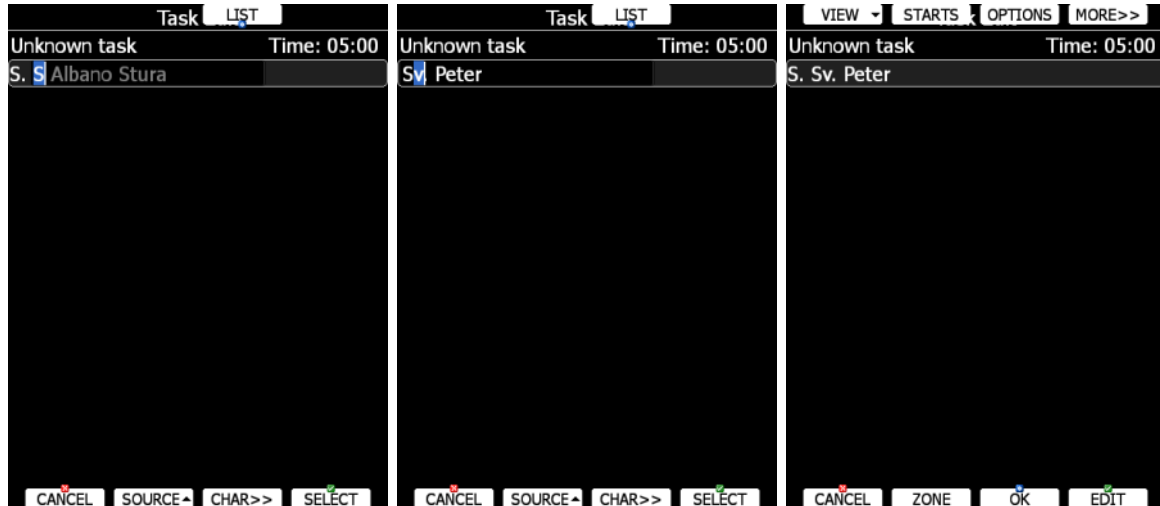 Task LIST
Unknown task Time: 05:00
S. S Albano Stura
CANCEL SOURCE CHAR>> SELECT
Task LIST
Unknown task Time: 05:00
Sv. Peter
CANCEL SOURCE CHAR>> SELECT
VIEW STARTS OPTIONS MORE>>
Unknown task Time: 05:00
S. Sv. Peter
CANCEL ZONE OK EDIT